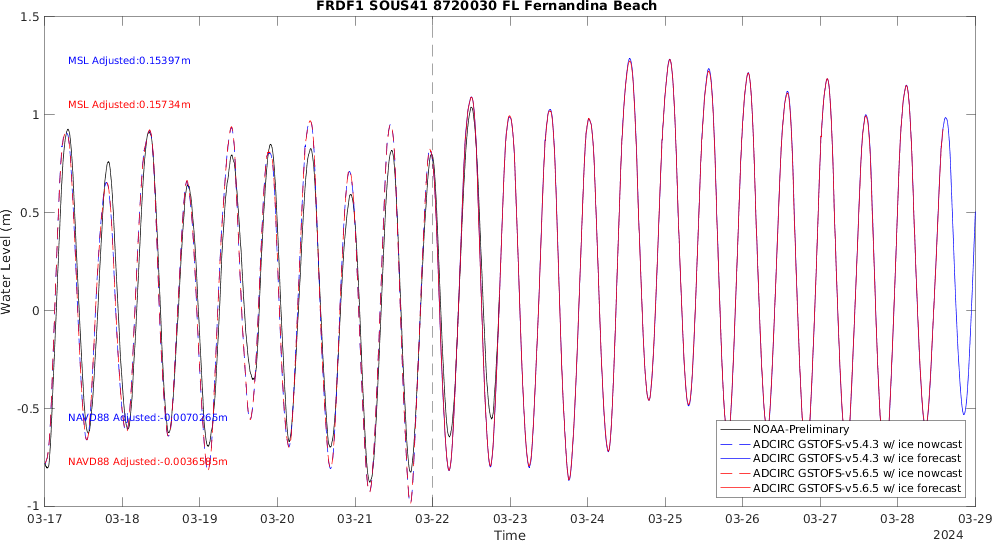 FRDF1 SOUS41 8720030 FL Fernandina Beach
1.5
1
0.5
0
-0.5
-1
Water Level (m)
MSL Adjusted:0.15397m
MSL Adjusted:0.15734m
NAVD88 Adjusted:-0.0070265m
NAVD88 Adjusted:-0.0036585m
NOAA-Preliminary
ADCIRC GSTOFS-v5.4.3 w/ ice nowcast
ADCIRC GSTOFS-v5.4.3 w/ ice forecast
ADCIRC GSTOFS-v5.6.5 w/ ice nowcast
ADCIRC GSTOFS-v5.6.5 w/ ice forecast
03-17 03-18 03-19 03-20 03-21 03-22 03-23 03-24 03-25 03-26 03-27 03-28 03-29
Time
2024